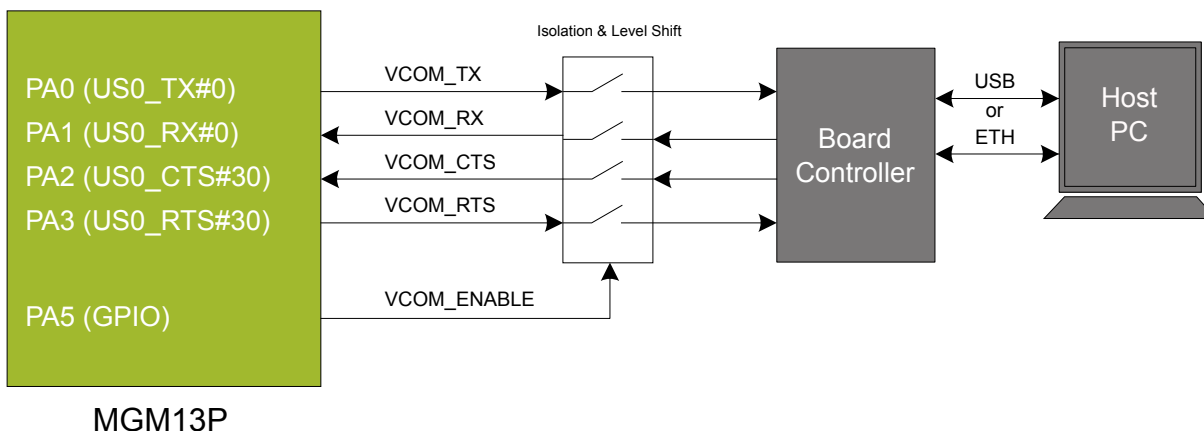 Isolation & Level Shift
PA0 (US0_TX#0)
PA1 (US0_RX#0)
PA2 (US0_CTS#30)
PA3 (US0_RTS#30)
PA5 (GPIO)
VCOM_TX
VCOM_RX
VCOM_CTS
VCOM_RTS
VCOM_ENABLE
Board
Controller
USB
or
ETH
Host
PC
MGM13P